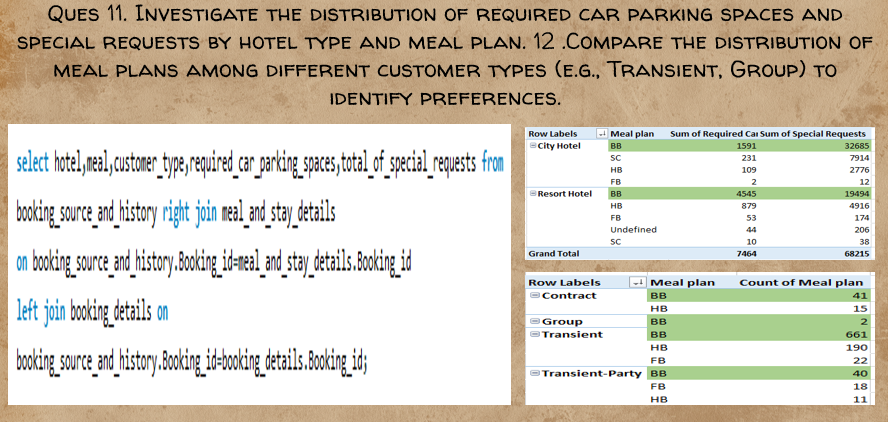 Ques 11. Investigate the distribution of required car parking spaces and
special requests by hotel type and meal plan. 12 .Compare the distribution of
meal plans among different customer types (e.g., Transient, Group) to
identify preferences.
select hotel,meal,customer_type,required_car_parking_spaces,total_of_special_requests from
booking_source_and_history right join meal_and_stay_details
on booking_source_and_history.Booking_id=meal_and_stay_details.Booking_id
left join booking_details on
booking_source_and_history.Booking_id=booking_details.Booking_id;
Row Labels Meal plan Sum of Required Car Sum of Special Requests
City Hotel BB 1591 32685
SC 231 7914
HB 109 2776
FB 2 12
Resort Hotel BB 4545 19494
HB 879 4916
FB 53 174
Undefined 44 206
SC 10 38
Grand Total 7464 68215
Row Labels Meal plan Count of Meal plan
Contract BB 41
HB 15
Group BB 2
Transient BB 661
HB 190
FB 22
Transient-Party BB 40
FB 18
HB 11